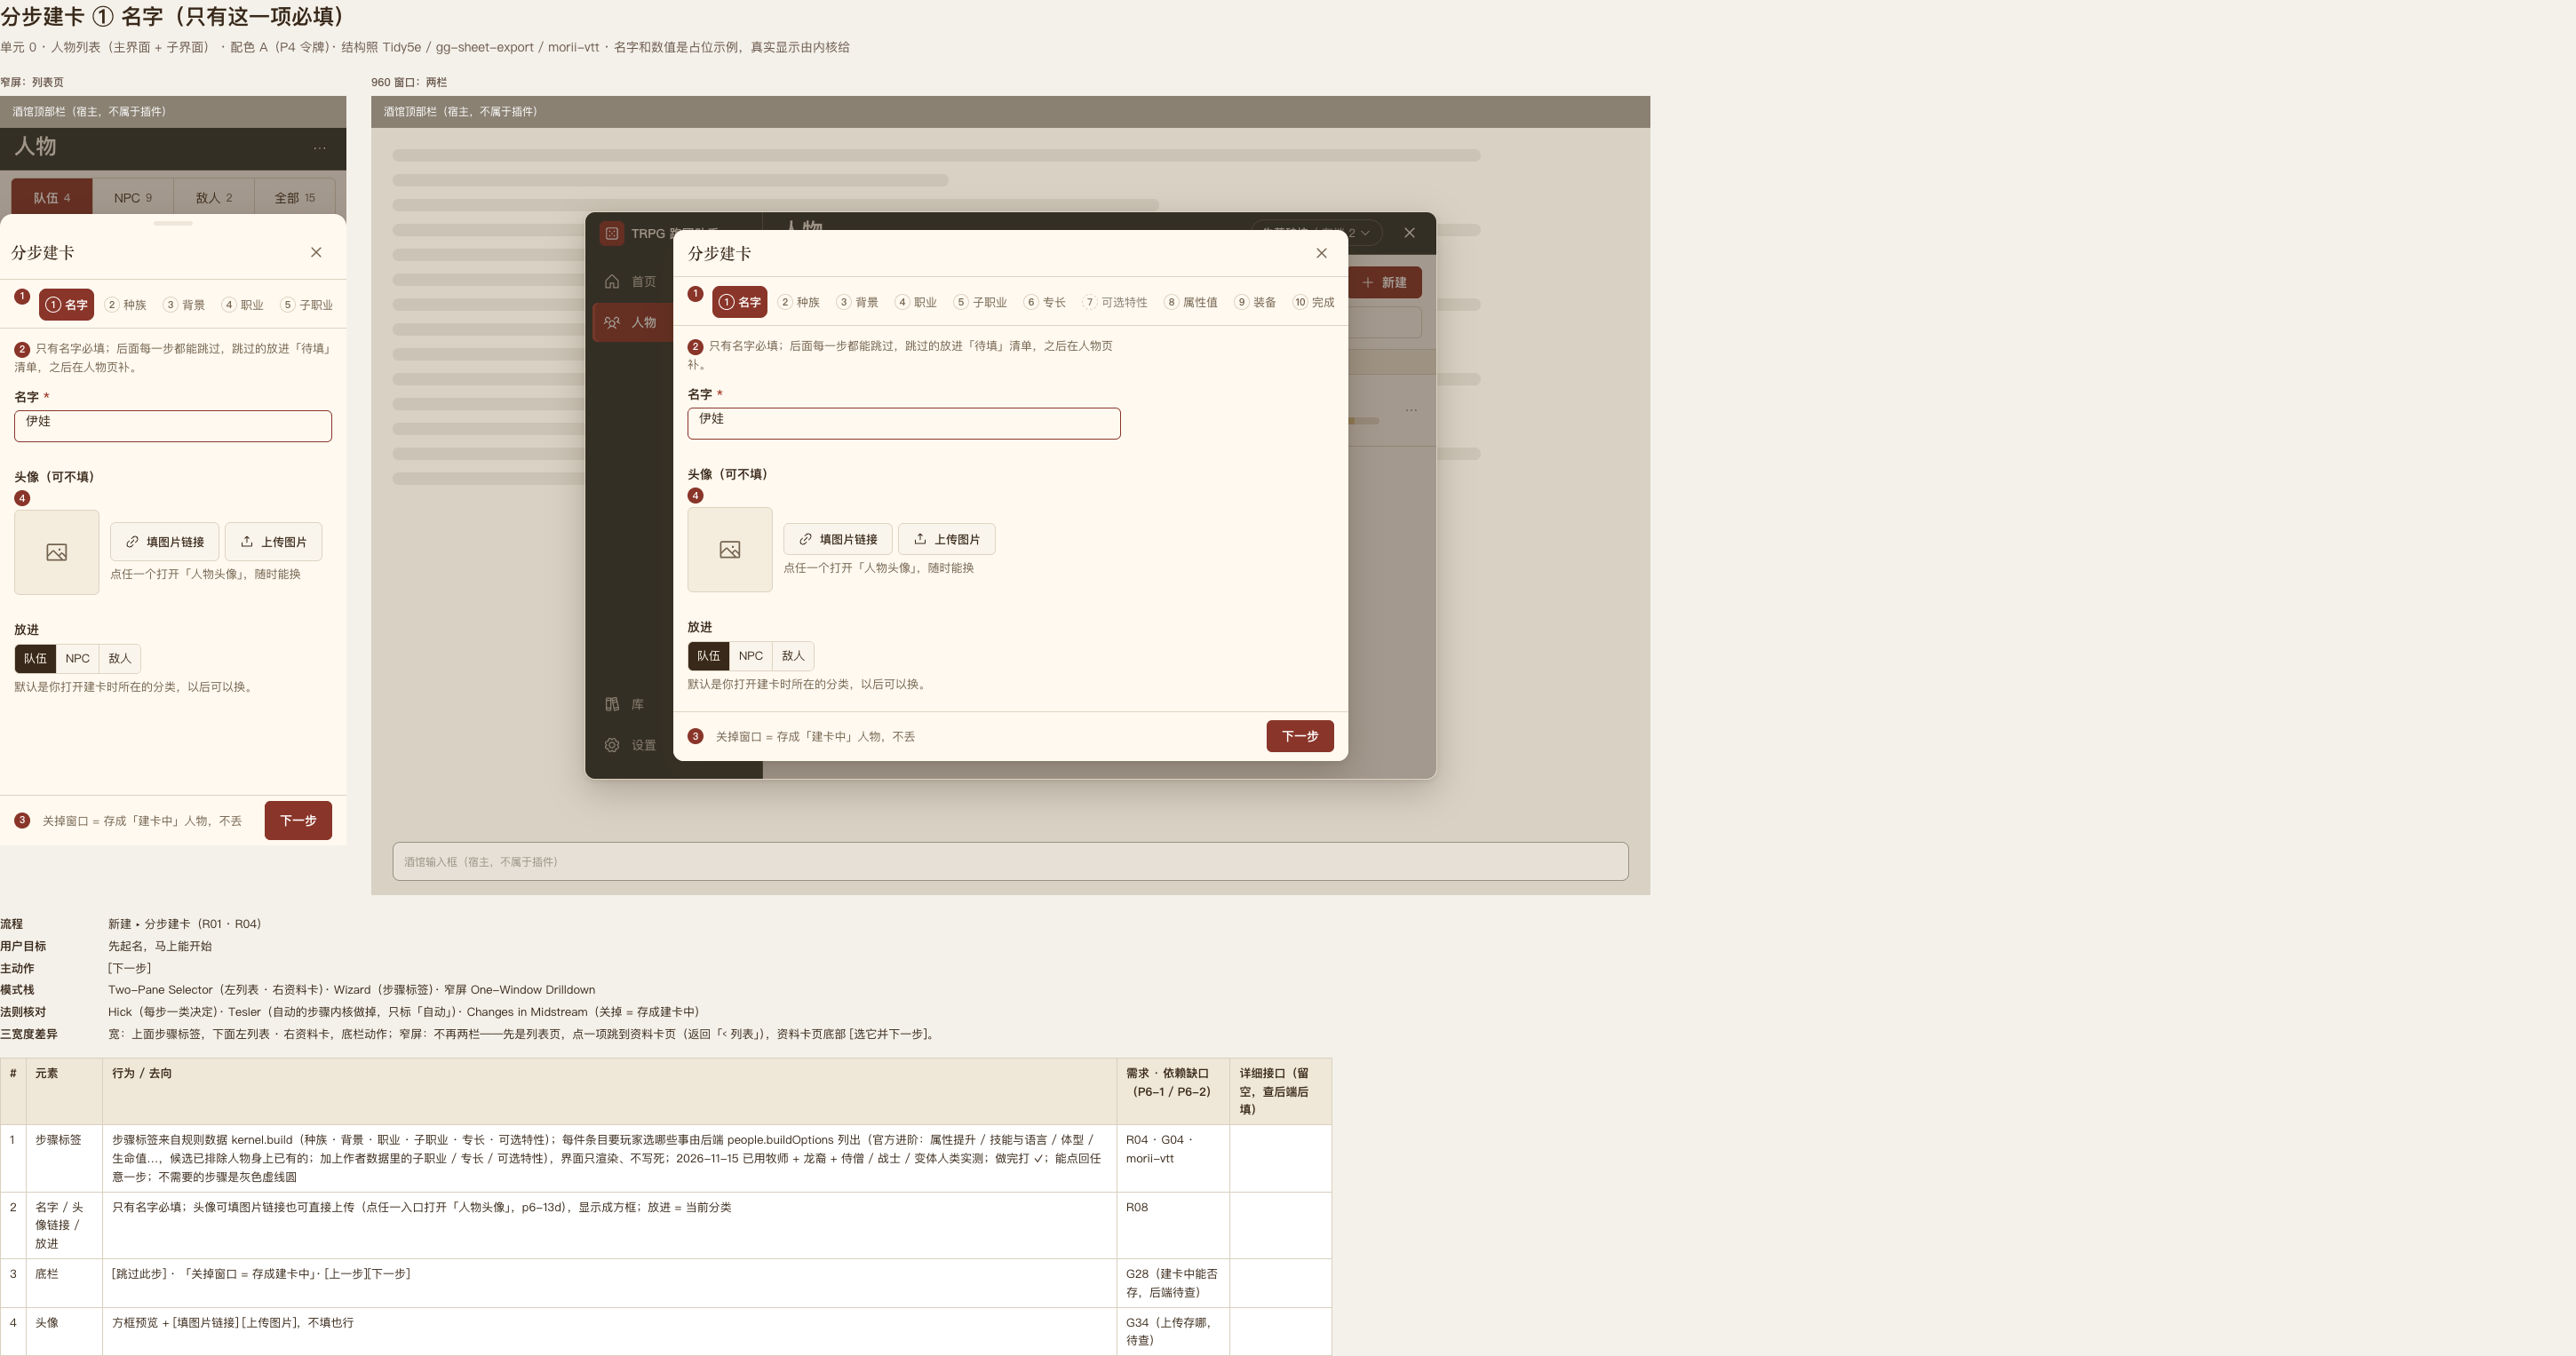 分步建卡 ① 名字（只有这一项必填）
单元 0 · 人物列表（主界面 + 子界面） · 配色 A（P4 令牌）· 结构照 Tidy5e / gg-sheet-export / morii-vtt · 名字和数值是占位示例，真实显示由内核给
窄屏：列表页
酒馆顶部栏（宿主，不属于插件）
人物
…
队伍 4
NPC 9
敌人 2
全部 15
分步建卡
1
① 名字
② 种族
③ 背景
④ 职业
⑤ 子职业
2 只有名字必填；后面每一步都能跳过，跳过的放进「待填」
清单，之后在人物页补。
名字 *
伊娃
头像（可不填）
4
填图片链接
上传图片
点任一个打开「人物头像」，随时能换
放进
队伍
NPC
敌人
默认是你打开建卡时所在的分类，以后可以换。
3 关掉窗口 = 存成「建卡中」人物，不丢
下一步
960 窗口：两栏
酒馆顶部栏（宿主，不属于插件）
TRPG
人物
2
首页
人物
库
设置
新建
…
分步建卡
1
① 名字
② 种族
③ 背景
④ 职业
⑤ 子职业
⑥ 专长
⑦ 可选特性
⑧ 属性值
⑨ 装备
⑩ 完成
2 只有名字必填；后面每一步都能跳过，跳过的放进「待填」清单，之后在人物页
补。
名字 *
伊娃
头像（可不填）
4
填图片链接
上传图片
点任一个打开「人物头像」，随时能换
放进
队伍
NPC
敌人
默认是你打开建卡时所在的分类，以后可以换。
3 关掉窗口 = 存成「建卡中」人物，不丢
下一步
酒馆输入框（宿主，不属于插件）
流程 新建 ▸ 分步建卡（R01 · R04）
用户目标 先起名，马上能开始
主动作 [下一步]
模式栈 Two-Pane Selector（左列表 · 右资料卡）· Wizard（步骤标签）· 窄屏 One-Window Drilldown
法则核对 Hick（每步一类决定）· Tesler（自动的步骤内核做掉，只标「自动」）· Changes in Midstream（关掉 = 存成建卡中）
三宽度差异 宽：上面步骤标签，下面左列表 · 右资料卡，底栏动作；窄屏：不再两栏——先是列表页，点一项跳到资料卡页（返回「‹ 列表」），资料卡页底部 [选它并下一步]。
#
元素
行为 / 去向
需求 · 依赖缺口
（P6-1 / P6-2）
详细接口（留
空，查后端后
填）
1
步骤标签
步骤标签来自规则数据 kernel.build（种族 · 背景 · 职业 · 子职业 · 专长 · 可选特性）；每件条目要玩家选哪些事由后端 people.buildOptions 列出（官方进阶：属性提升 / 技能与语言 / 体型 /
生命值…，候选已排除人物身上已有的；加上作者数据里的子职业 / 专长 / 可选特性），界面只渲染、不写死；2026-11-15 已用牧师 + 龙裔 + 侍僧 / 战士 / 变体人类实测；做完打 ✓；能点回任
意一步；不需要的步骤是灰色虚线圆
R04 · G04 ·
morii-vtt
2
名字 / 头
像链接 /
放进
只有名字必填；头像可填图片链接也可直接上传（点任一入口打开「人物头像」，p6-13d），显示成方框；放进 = 当前分类
R08
3
底栏
[跳过此步] · 「关掉窗口 = 存成建卡中」· [上一步][下一步]
G28（建卡中能否
存，后端待查）
4
头像
方框预览 + [填图片链接] [上传图片]，不填也行
G34（上传存哪，
待查）